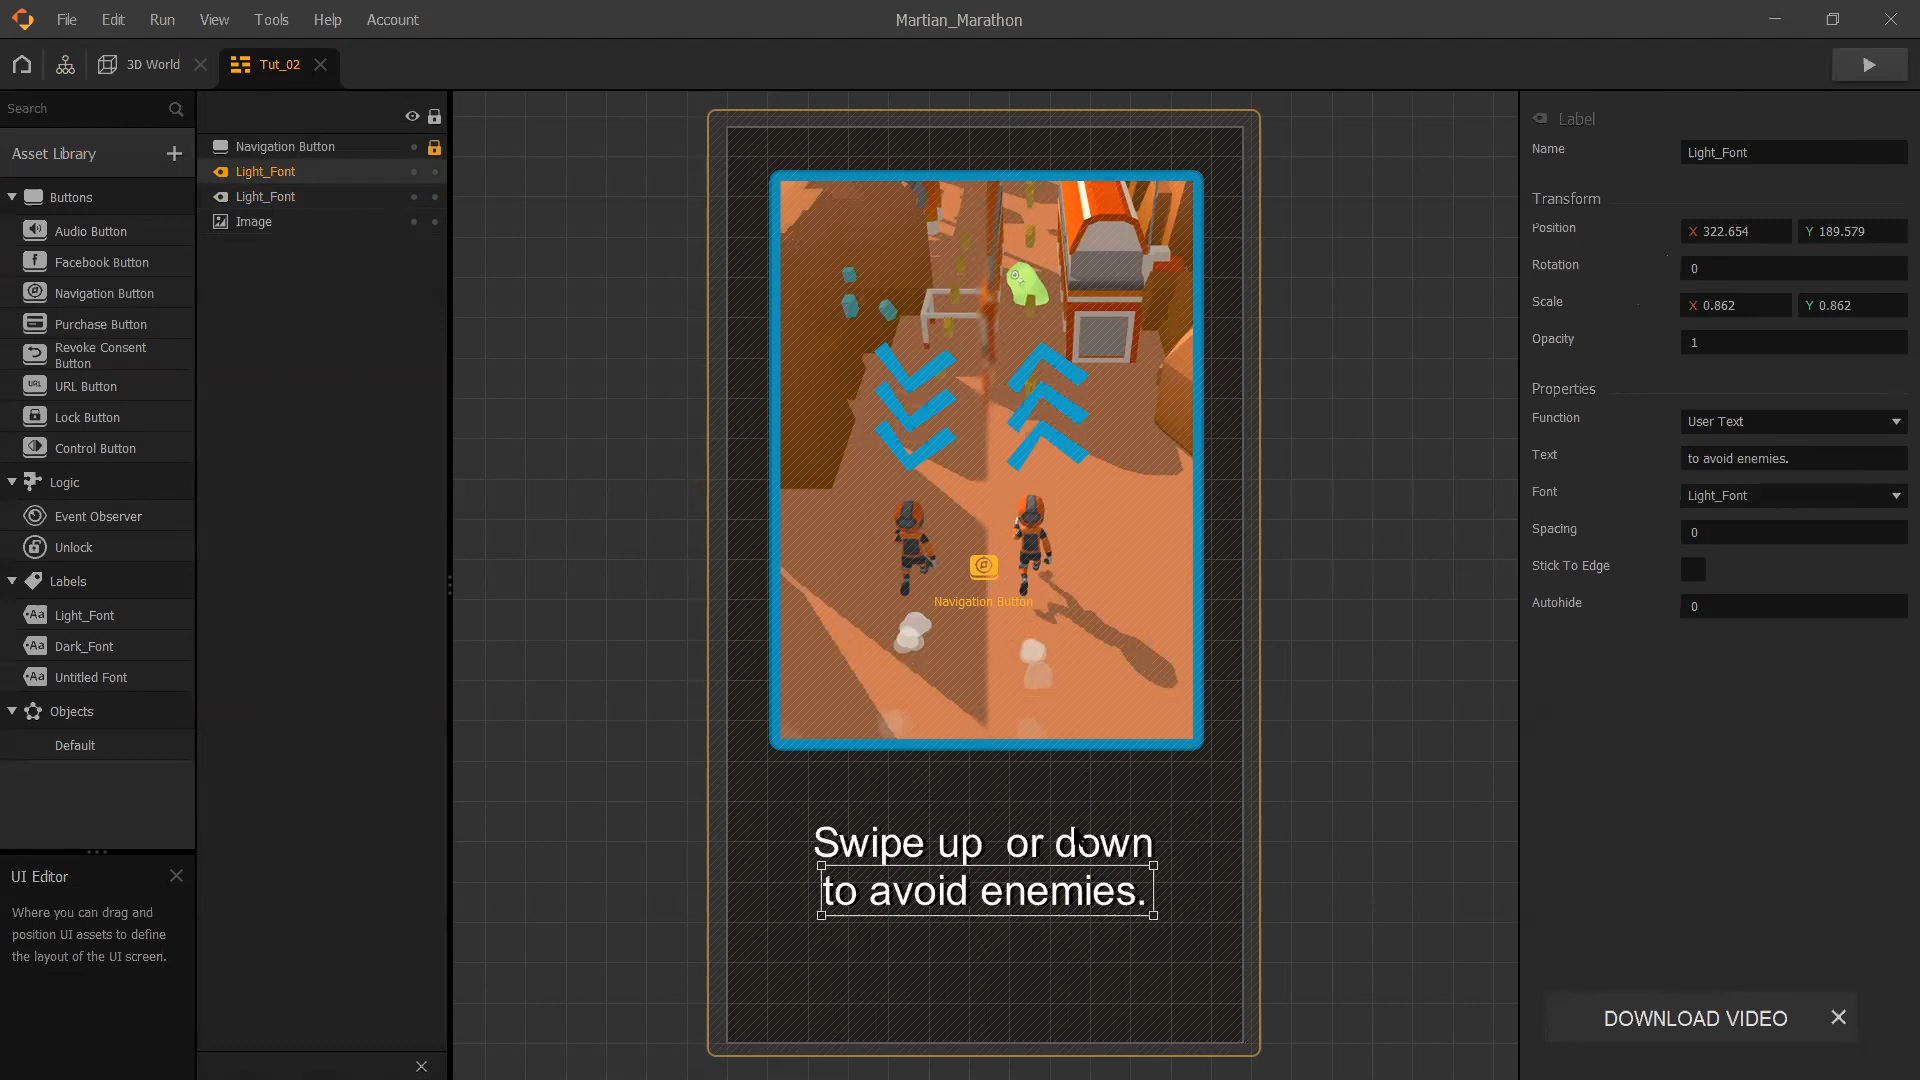 File Edit Run View Tools Help Account
Martian_Marathon
3D World
Tut_02
Search
Asset Library
Buttons
Audio Button
Facebook Button
Navigation Button
Purchase Button
Revoke Consent
Button
URL
URL Button
Lock Button
Control Button
Logic
Event Observer
Unlock
Labels
Aa Light_Font
Aa Dark_Font
Aa Untitled Font
Objects
Default
UI Editor
Where you can drag and
position UI assets to define
the layout of the UI screen.
Navigation Button
Light_Font
Light_Font
Image
Navigation Button
Swipe up or down
to avoid enemies.
Label
Name Light_Font
Transform
Position X 322.654 Y 189.579
Rotation 0
Scale X 0.862 Y 0.862
Opacity 1
Properties
Function User Text
Text to avoid enemies.
Font Light_Font
Spacing 0
Stick To Edge
Autohide 0
DOWNLOAD VIDEO